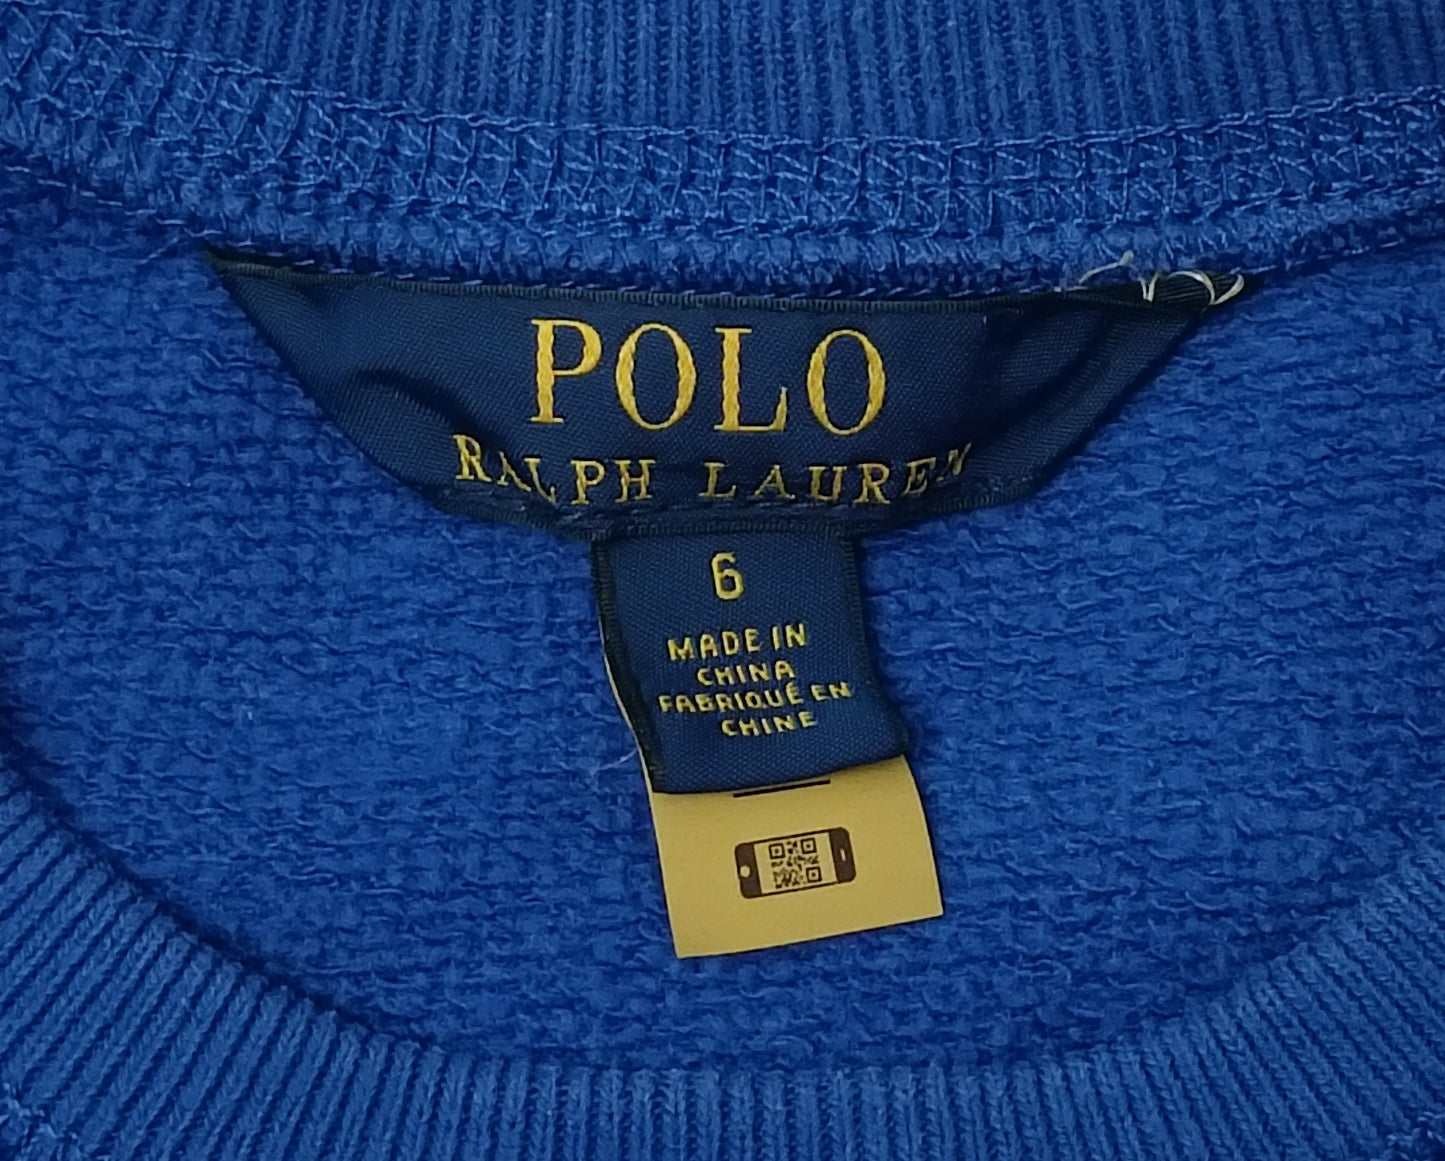 POLO
RALPH LAUREN
6
MADE IN
CHINA
FABRIQUÉ EN
CHINE